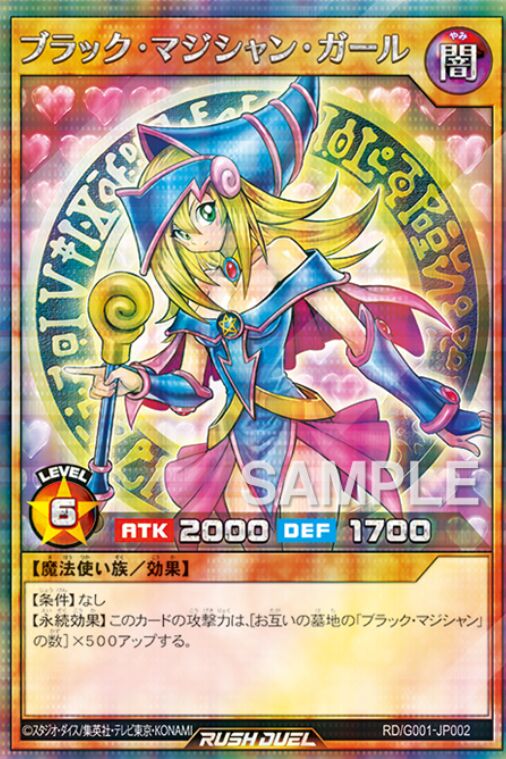 ブラック・マジシャン・ガール
やみ
闇
SAMPLE
LEVEL
6
ATK 2000 DEF 1700
【魔法使い族／効果】
【条件】なし
【永続効果】このカードの攻撃力は、[お互いの墓地の「ブラック・マジシャン」
の数]×500アップする。
©スタジオ・ダイス/集英社・テレビ東京・KONAMI
RUSH DUEL
RD/G001-JP002